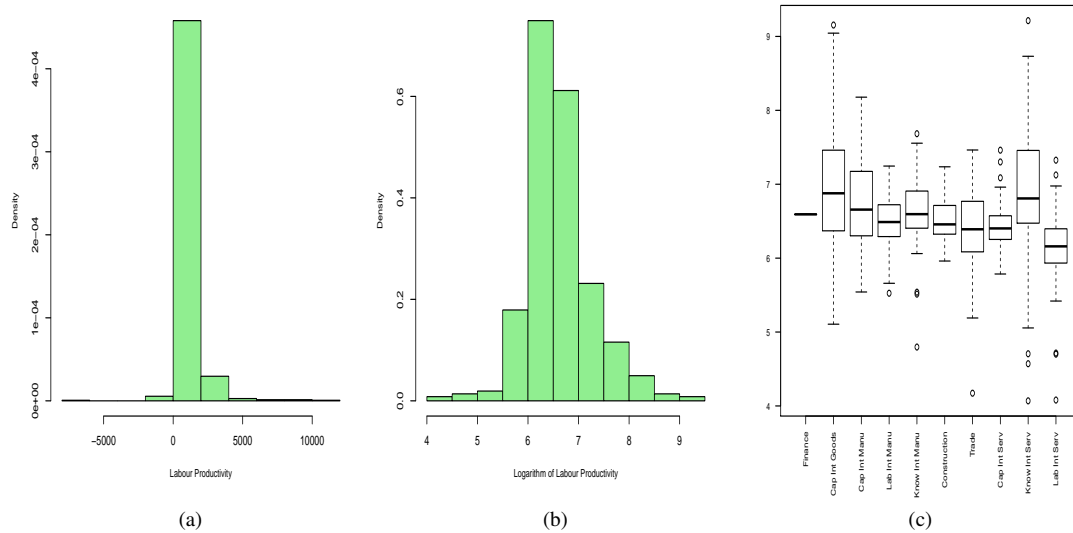 Density
0e+00
1e-04
2e-04
3e-04
4e-04
−5000
0
5000
10000
Labour Productivity
(a)
Density
0.0
0.2
0.4
0.6
4
5
6
7
8
9
Logarithm of Labour Productivity
(b)
4
5
6
7
8
9
Finance
Cap Int Goods
Cap Int Manu
Lab Int Manu
Know Int Manu
Construction
Trade
Cap Int Serv
Know Int Serv
Lab Int Serv
(c)